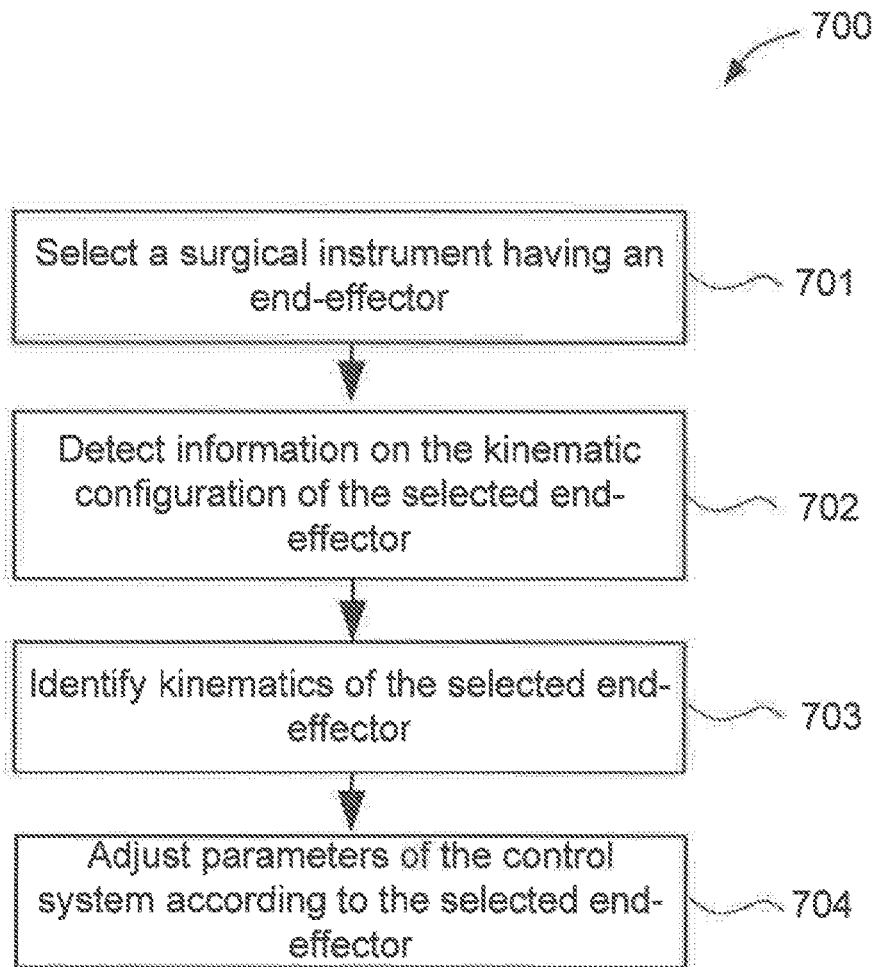 700
Select a surgical instrument having an
end-effector
701
Detect information on the kinematic
configuration of the selected end-
effector
702
Identify kinematics of the selected end-
effector
703
Adjust parameters of the control
system according to the selected end-
effector
704